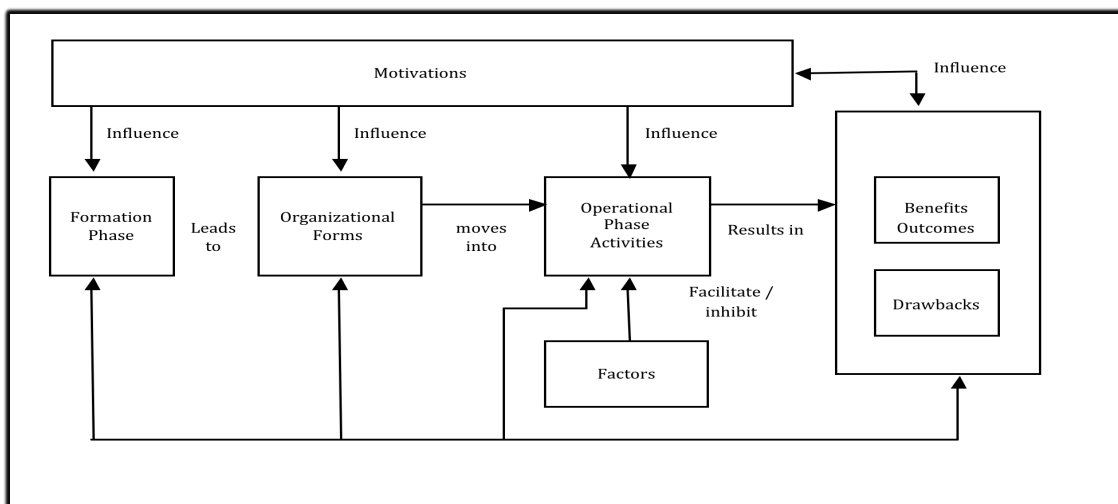 Motivations
Influence
Influence
Influence
Influence
Formation
Phase
Leads
to
Organizational
Forms
moves
into
Operational
Phase
Activities
Results in
Benefits
Outcomes
Drawbacks
Facilitate /
inhibit
Factors